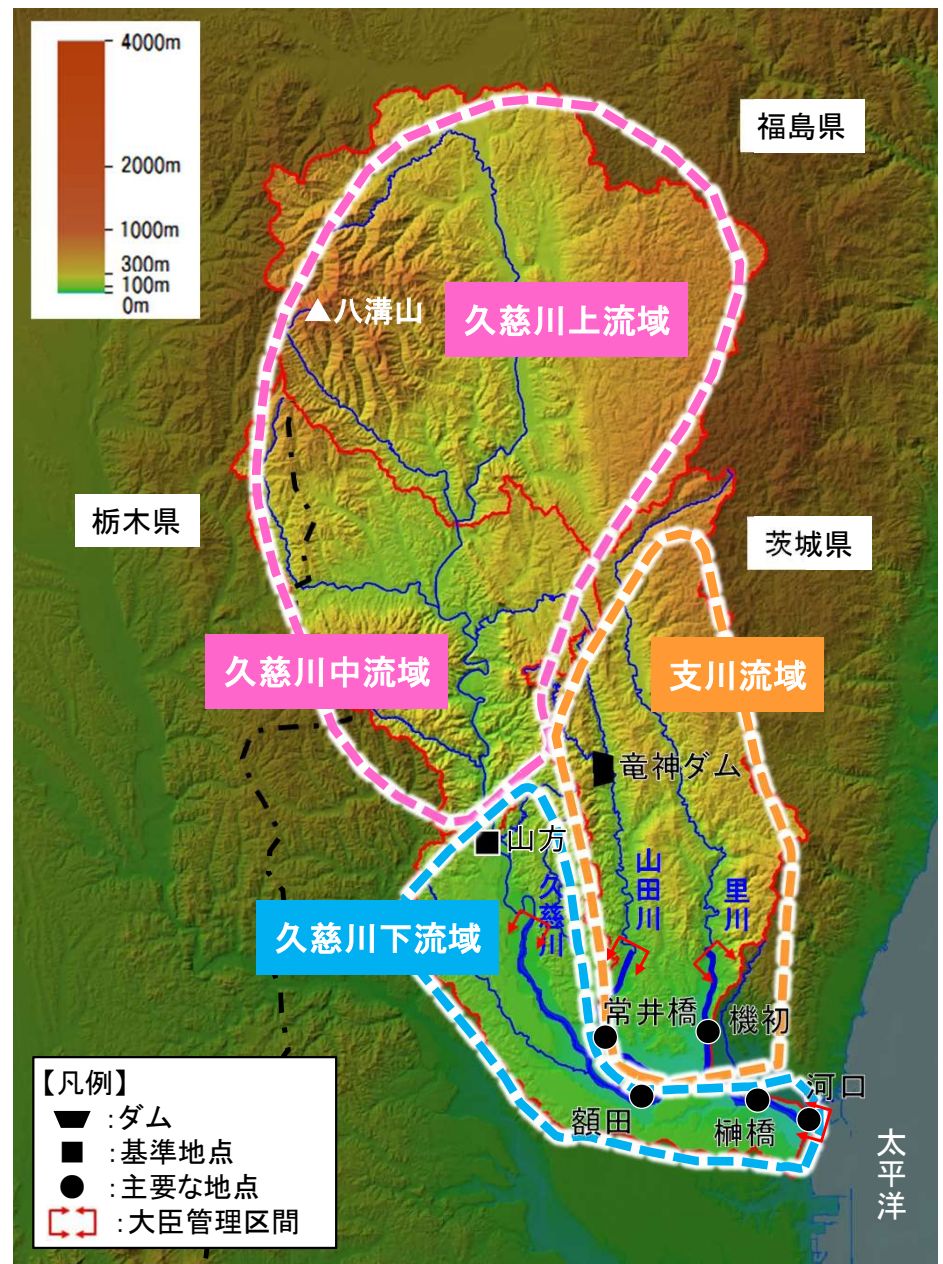 4000m
2000m
1000m
300m
100m
0m
福島県
▲八溝山
久慈川上流域
栃木県
茨城県
久慈川中流域
支川流域
竜神ダム
山方
久慈川
山田川
里川
久慈川下流域
常井橋
機初
河口
額田
榊橋
太平洋
【凡例】
:ダム
:基準地点
:主要な地点
:大臣管理区間